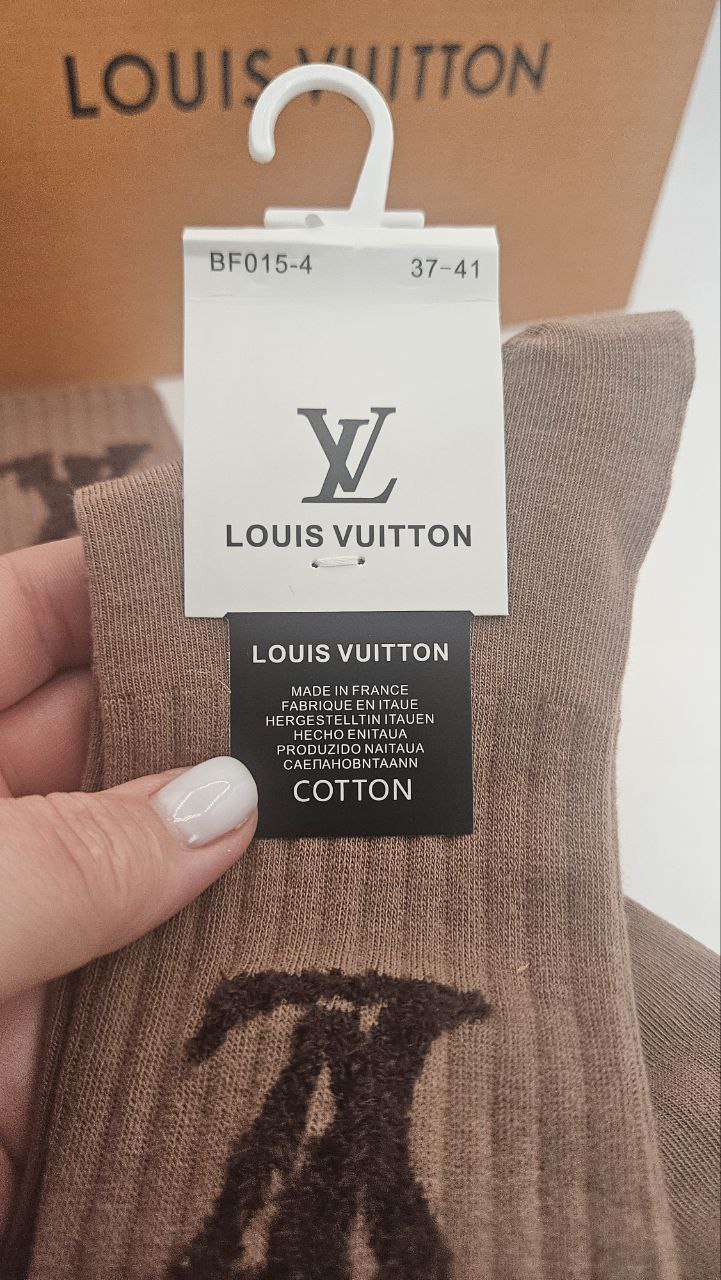 LOUIS VUITTON
BF015-4 37-41
LV
LOUIS VUITTON
LOUIS VUITTON
MADE IN FRANCE
FABRIQUE EN ITAUE
HERGESTELLTIN ITAUEN
HECHO ENITAUA
PRODUZIDO NAITAUA
CAEΠAHOBNTAANN
COTTON